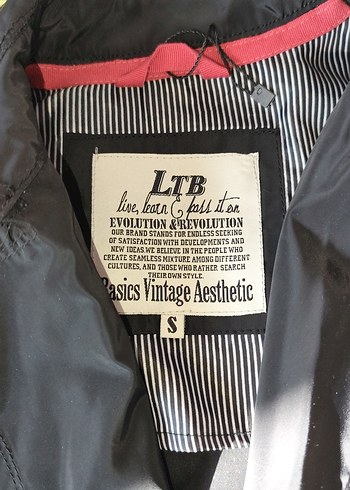 LTB
live, learn & pass it on
EVOLUTION & REVOLUTION
OUR BRAND STANDS FOR ENDLESS SEEKING
OF SATISFACTION WITH DEVELOPMENTS AND
NEW IDEAS.WE BELIEVE IN THE PEOPLE WHO
CREATE SEAMLESS MIXTURE AMONG DIFFERENT
CULTURES, AND THOSE WHO RATHER SEARCH
THEIR OWN STYLE.
Basics Vintage Aesthetic
S